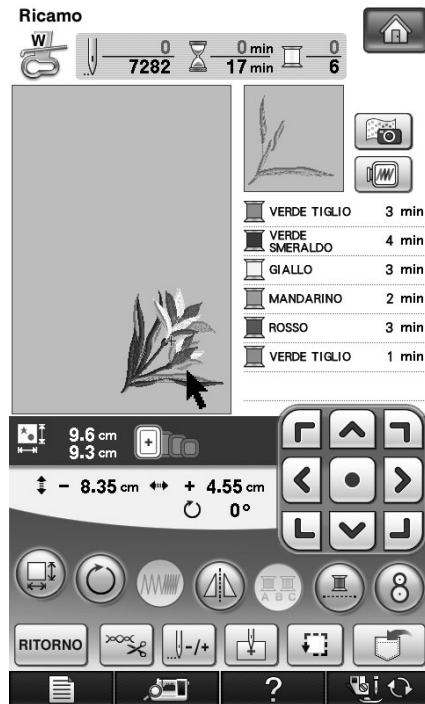 Ricamo
W
0 0 min 0
7282 17 min 6
VERDE TIGLIO 3 min
VERDE
SMERALDO 4 min
GIALLO 3 min
MANDARINO 2 min
ROSSO 3 min
VERDE TIGLIO 1 min
9.6 cm
9.3 cm
- 8.35 cm + 4.55 cm
0°
A B C
8
RITORNO -/+
?